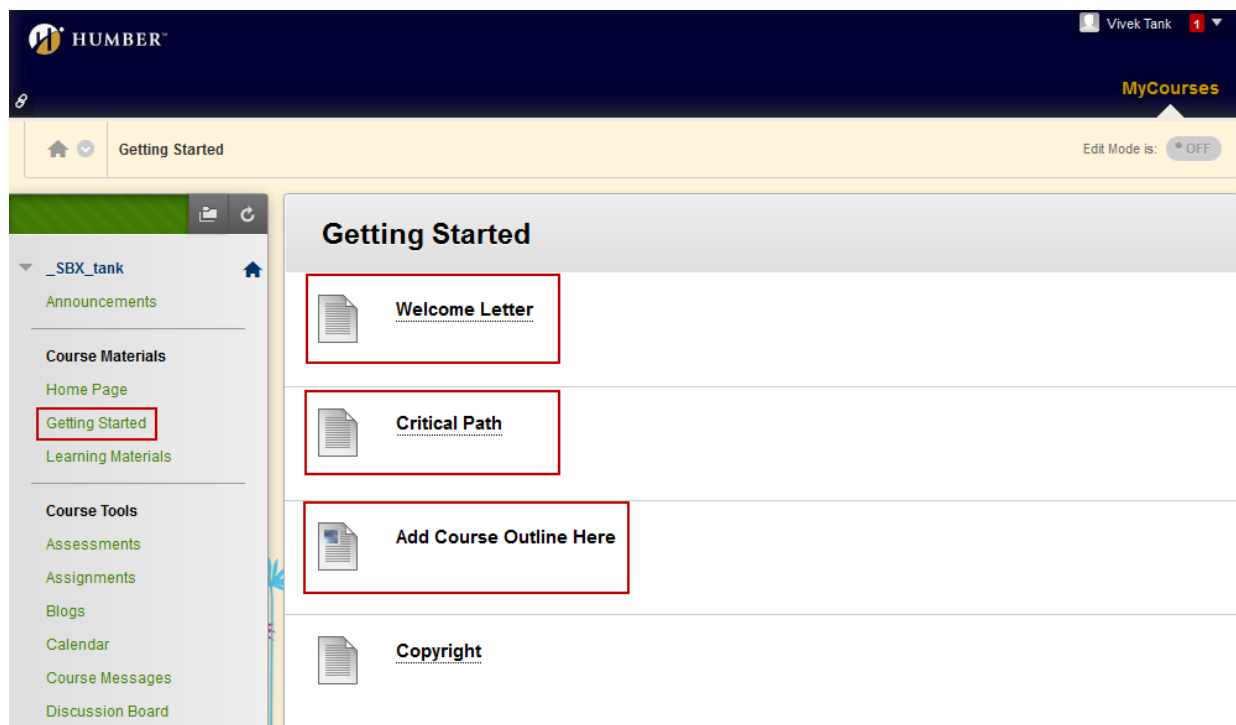 HUMBER™
Vivek Tank 1
MyCourses
Getting Started
Edit Mode is: OFF
_SBX_tank
Announcements
Course Materials
Home Page
Getting Started
Learning Materials
Course Tools
Assessments
Assignments
Blogs
Calendar
Course Messages
Discussion Board
Getting Started
Welcome Letter
Critical Path
Add Course Outline Here
Copyright